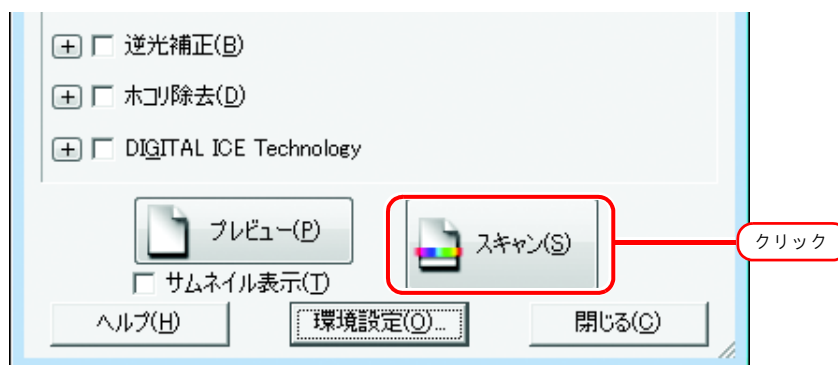 逆光補正(B)
ホコリ除去(D)
DIGITAL ICE Technology
プレビュー(P)
スキャン(S)
クリック
サムネイル表示(T)
ヘルプ(H)
環境設定(O)...
閉じる(C)